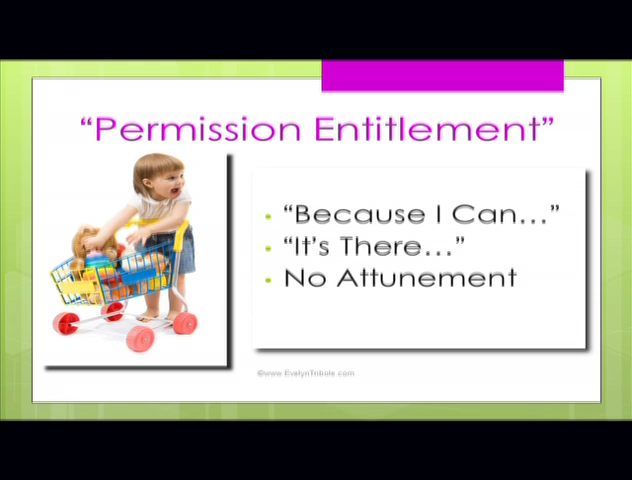 “Permission Entitlement”
“Because I Can...”
“It's There...”
No Attunement
©www.EvelynTribole.com